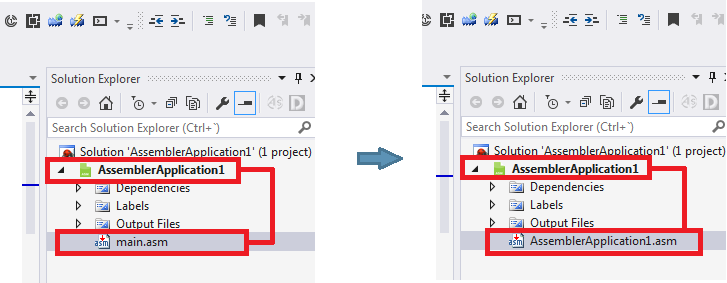 Solution Explorer
Search Solution Explorer (Ctrl+`)
Solution 'AssemblerApplication1' (1 project)
AssemblerApplication1
Dependencies
Labels
Output Files
asm main.asm
Solution Explorer
Search Solution Explorer (Ctrl+`)
Solution 'AssemblerApplication1' (1 project)
AssemblerApplication1
Dependencies
Labels
Output Files
asm AssemblerApplication1.asm